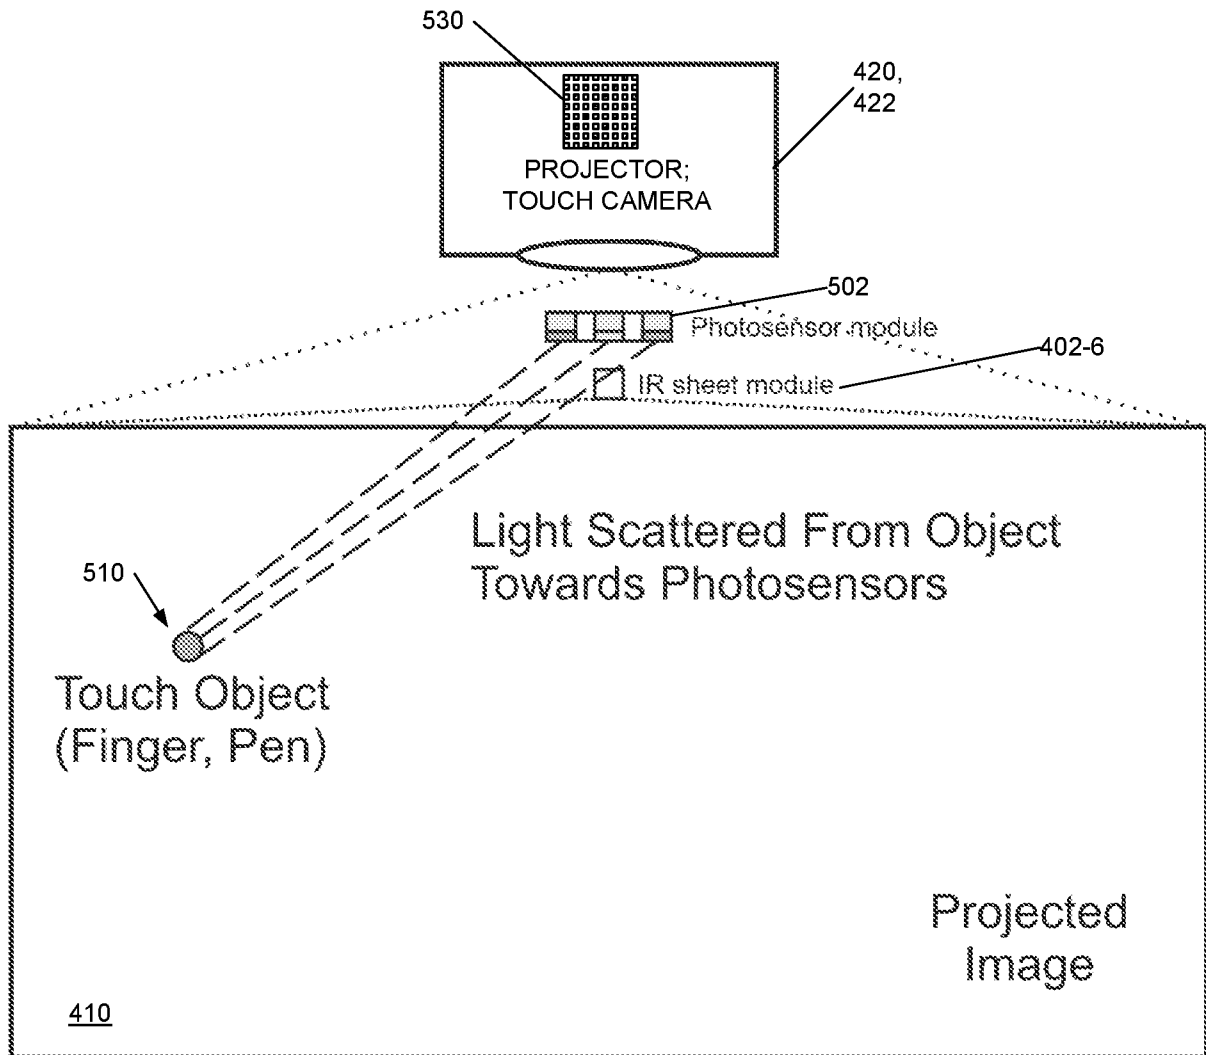 530
420,
422
PROJECTOR;
TOUCH CAMERA
502
Photosensor module
402-6
IR sheet module
Light Scattered From Object
Towards Photosensors
510
Touch Object
(Finger, Pen)
Projected
Image
410